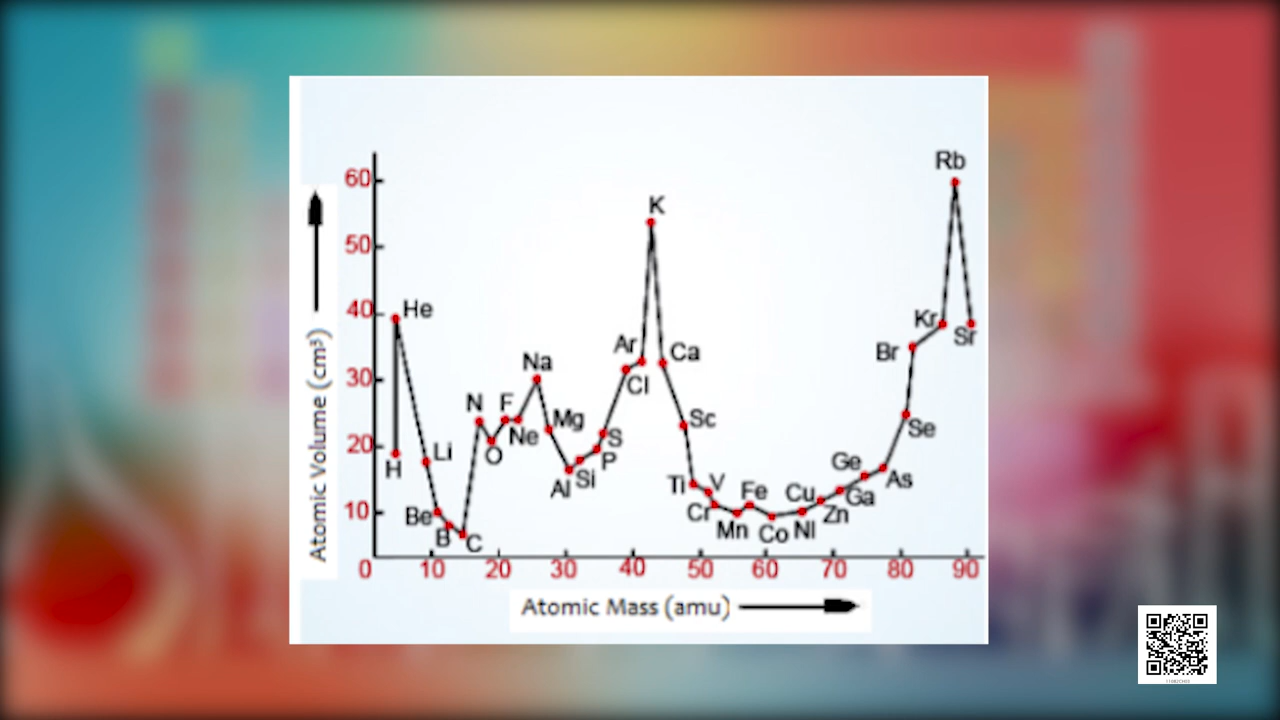 Rb
60
K
50
40
He
Kr
Sr
Ar
Ca
Br
30
Na
Cl
N
F
Mg
Sc
Se
20
Li
Ne
S
H
O
P
Ge
As
Al
Si
Ti
V
Fe
Cu
Ga
10
Be
Cr
Zn
B
C
Mn
Co
NI
0 10 20 30 40 50 60 70 80 90
Atomic Volume (cm³)
Atomic Mass (amu)